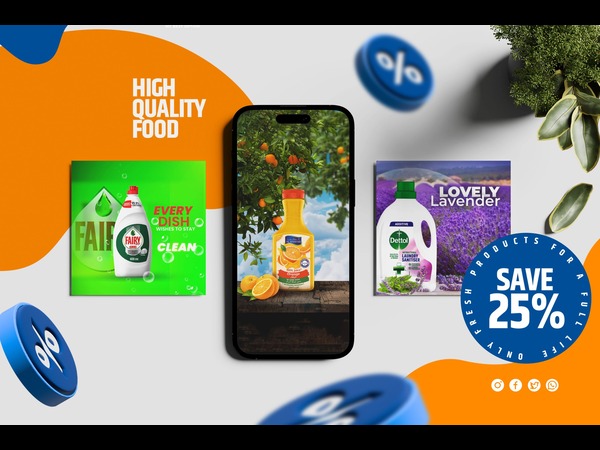 HIGH
QUALITY
FOOD
FAIRY
FAIRY
EVERY
DISH
WISHES TO STAY
CLEAN
LOVELY
Lavender
Dettol
LAUNDRY
SANITISER
ONLY FRESH PRODUCTS FOR A FULL LIFE
SAVE
25%
%
%
%